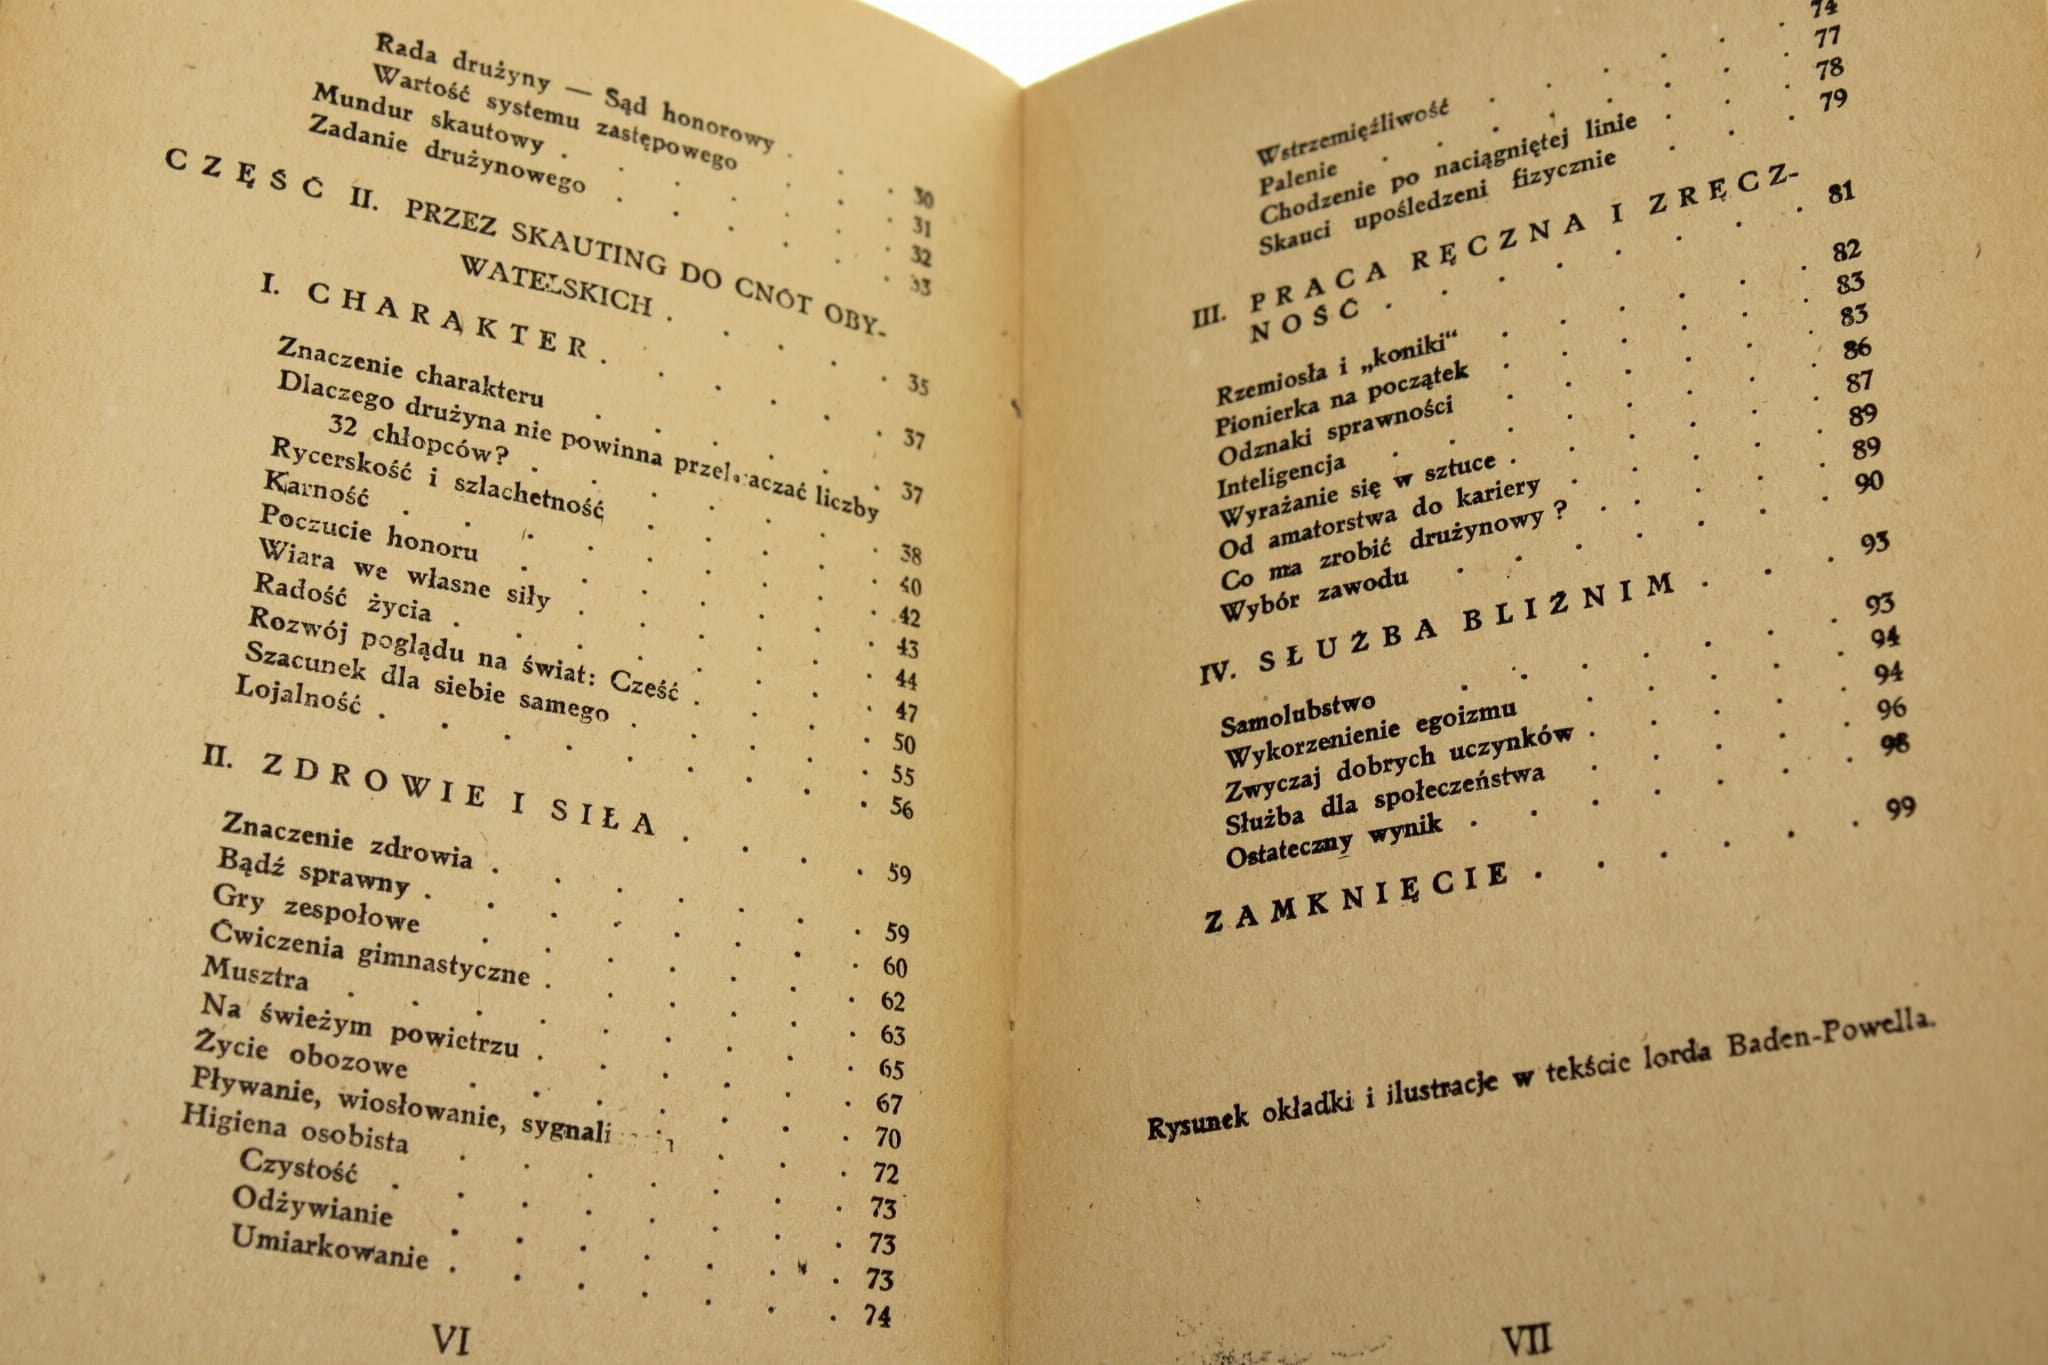 Rada drużyny — Sąd honorowy . 30
Wartość systemu zastępowego . 31
Mundur skautowy . . . . . . 32
Zadanie drużynowego . . . . . 33
CZĘŚĆ II. PRZEZ SKAUTING DO CNÓT OBY-
WATELSKICH . . . . . 35
I. CHARAKTER . . . . . 37
Znaczenie charakteru . . . . . 37
Dlaczego drużyna nie powinna przekraczać liczby
32 chłopców? . . . . . . 38
Rycerskość i szlachetność . . . . 40
Karność . . . . . . . 42
Poczucie honoru . . . . . . 43
Wiara we własne siły . . . . . 44
Radość życia . . . . . . . 47
Rozwój poglądu na świat: Cześć . . . 50
Szacunek dla siebie samego . . . . 55
Lojalność . . . . . . . . 56
II. ZDROWIE I SIŁA . . . . 59
Znaczenie zdrowia . . . . . . 59
Bądź sprawny . . . . . . . 60
Gry zespołowe . . . . . . 62
Ćwiczenia gimnastyczne . . . . . 63
Musztra . . . . . . . . 65
Na świeżym powietrzu . . . . . 67
Życie obozowe . . . . . . 70
Pływanie, wiosłowanie, 72
Higiena osobista . . . . . . 73
Czystość . . . . . . . 73
Odżywianie . . . . . . 73
Umiarkowanie . . . . . . 74
VI
Wstrzemięźliwość . . . . . 74
Palenie . . . . . . . 77
Chodzenie po naciągniętej linie . . . 78
Skauci upośledzeni fizycznie . . . 79
III. PRACA RĘCZNA I ZRĘCZ-
NOŚĆ . . . . . . . 81
Rzemiosła i „koniki“ . . . . . 82
Pionierka na początek . . . . . 83
Odznaki sprawności . . . . . 83
Inteligencja . . . . . . . 86
Wyrażanie się w sztuce . . . . . 87
Od amatorstwa do kariery . . . . 89
Co ma zrobić drużynowy ? . . . . 89
Wybór zawodu . . . . . . 90
IV. SŁUŻBA BLIŹNIM . . . 93
Samolubstwo . . . . . . 93
Wykorzenienie egoizmu . . . . . 94
Zwyczaj dobrych uczynków . . . . 94
Służba dla społeczeństwa . . . . 96
Ostateczny wynik . . . . . . 98
ZAMKNIĘCIE . . . . . . 99
Rysunek okładki i ilustracje w tekście lorda Baden-Powella.
VII